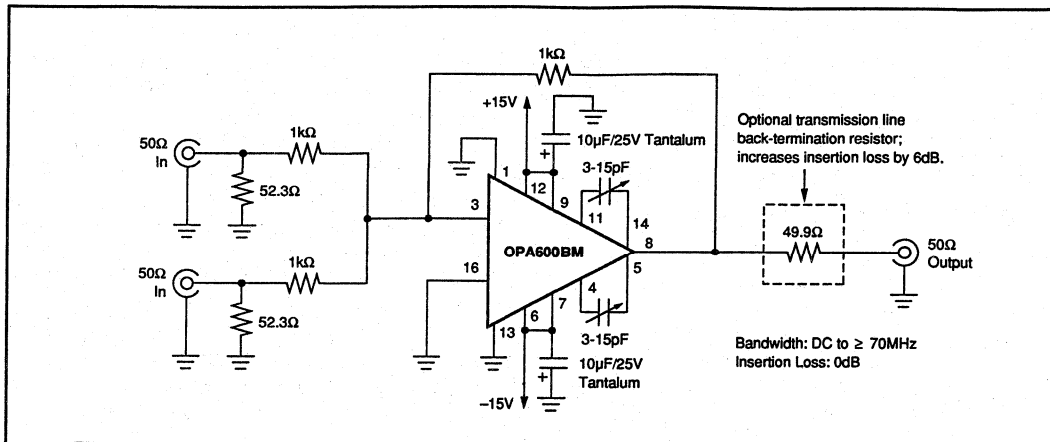 1kΩ
+15V
10µF/25V Tantalum
Optional transmission line
back-termination resistor;
increases insertion loss by 6dB.
50Ω
In
1kΩ
52.3Ω
1
12
9
3-15pF
11
14
3
OPA600BM
8
49.9Ω
50Ω
Output
50Ω
In
1kΩ
52.3Ω
16
13
6
7
4
5
3-15pF
10µF/25V
Tantalum
–15V
+
+
Bandwidth: DC to ≥ 70MHz
Insertion Loss: 0dB